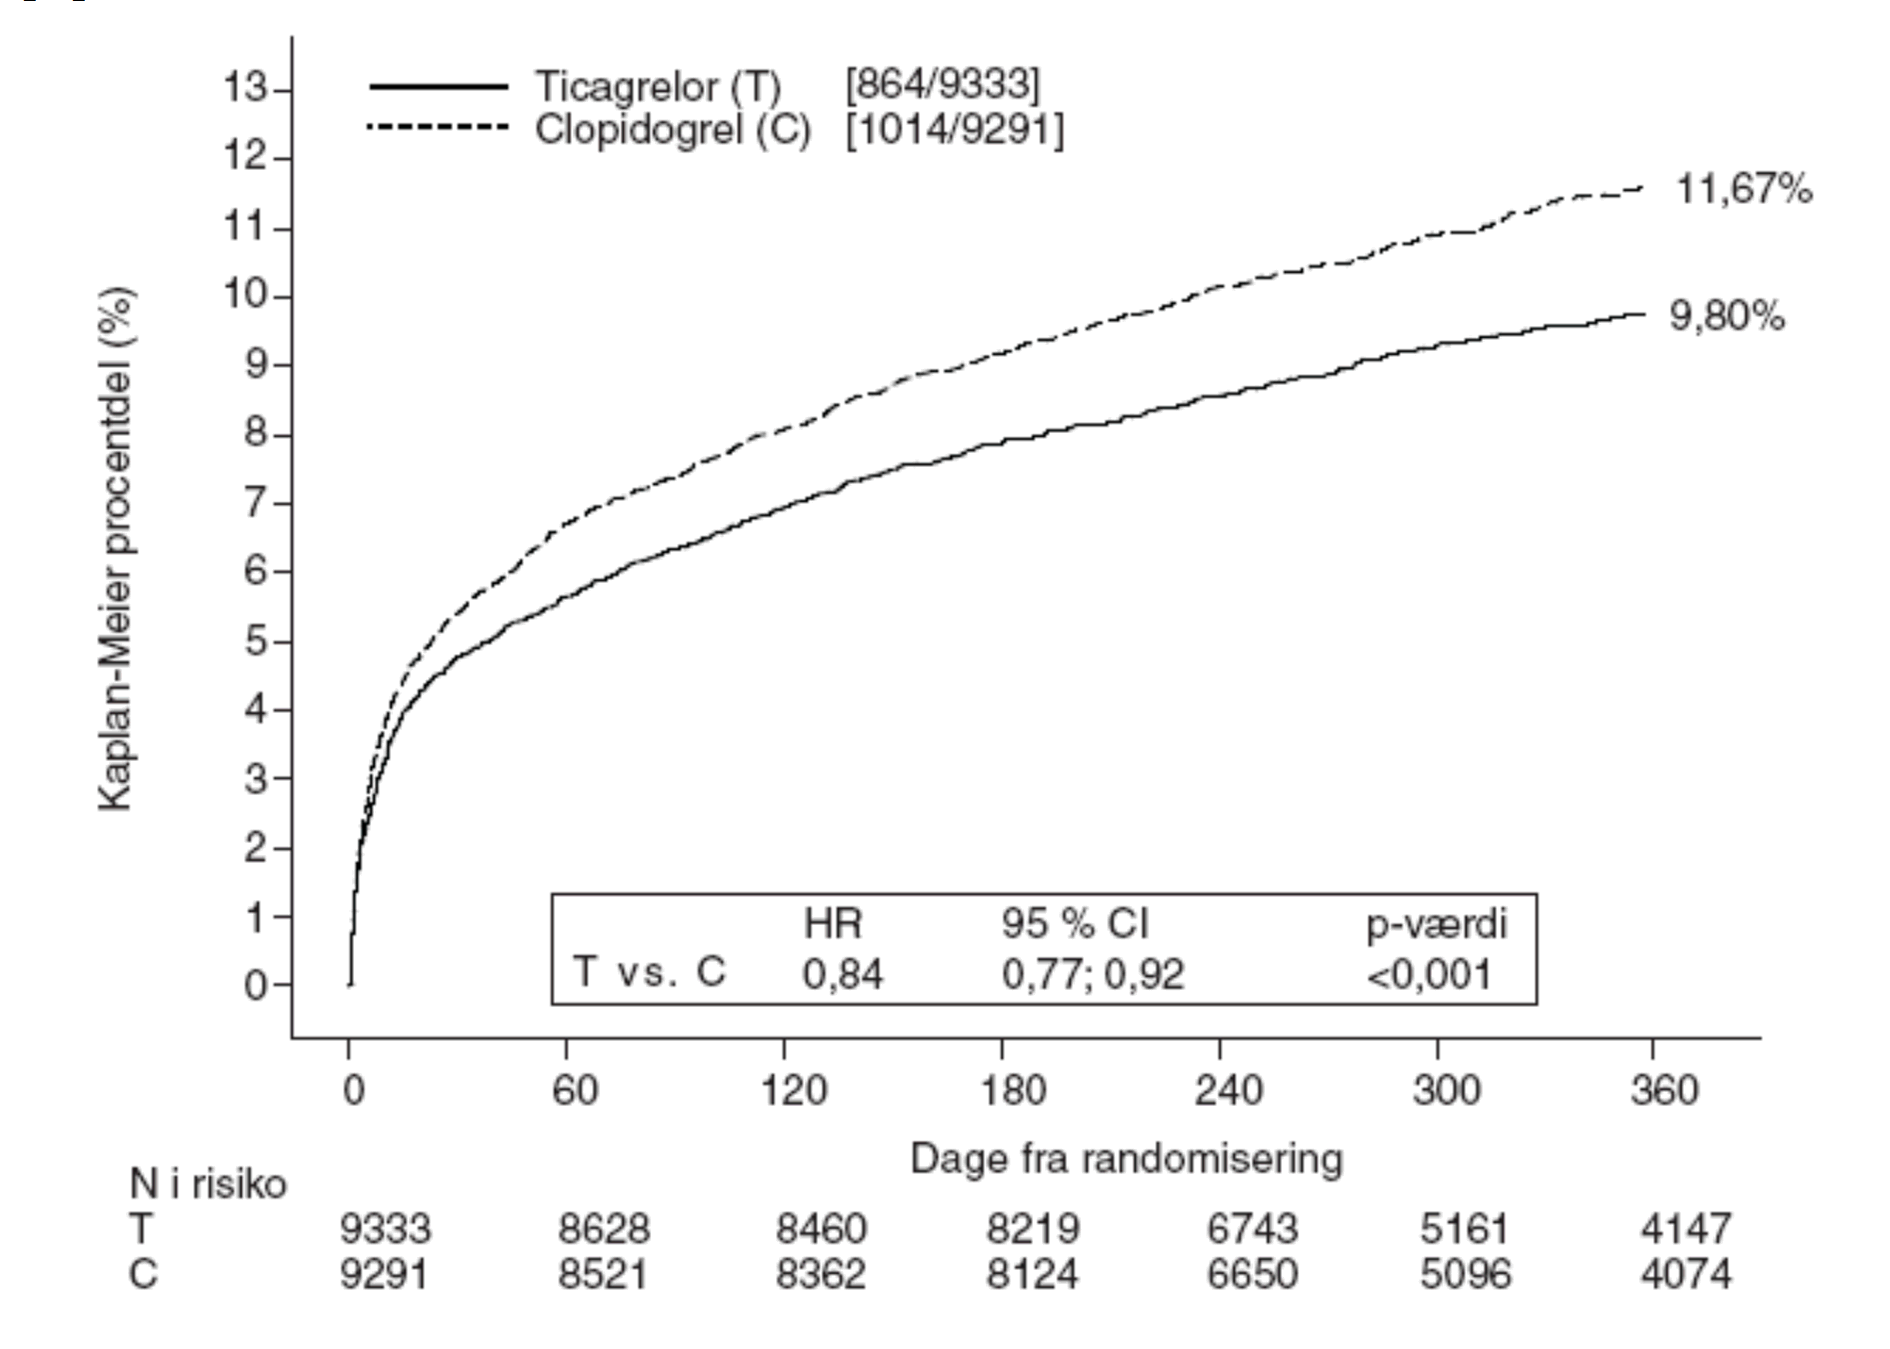 13
Ticagrelor (T) [864/9333]
Clopidogrel (C) [1014/9291]
12
11,67%
11
10
9,80%
9
8
7
6
5
4
3
2
1
0
Kaplan-Meier procentdel (%)
HR 95 % CI p-værdi
T vs. C 0,84 0,77; 0,92 <0,001
0 60 120 180 240 300 360
Dage fra randomisering
N i risiko
T 9333 8628 8460 8219 6743 5161 4147
C 9291 8521 8362 8124 6650 5096 4074